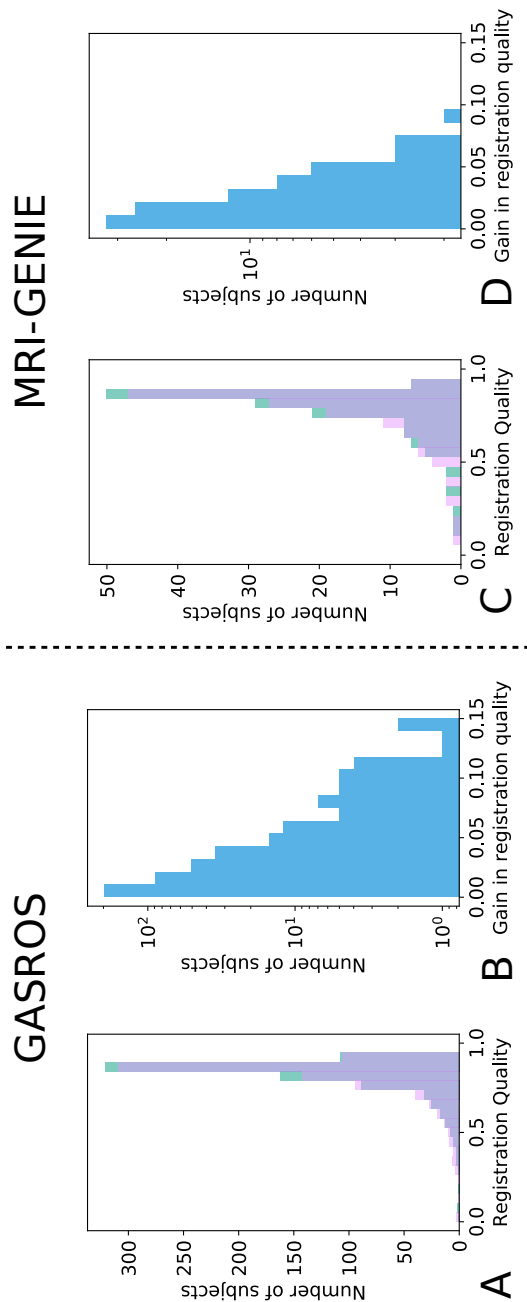 GASROS
MRI-GENIE
Number of subjects
300
250
200
150
100
50
0
0.0
0.5
1.0
Registration Quality
A
Number of subjects
10²
10¹
10⁰
0.00
0.05
0.10
0.15
Gain in registration quality
B
Number of subjects
50
40
30
20
10
0
0.0
0.5
1.0
Registration Quality
C
Number of subjects
10¹
0.00
0.05
0.10
0.15
Gain in registration quality
D